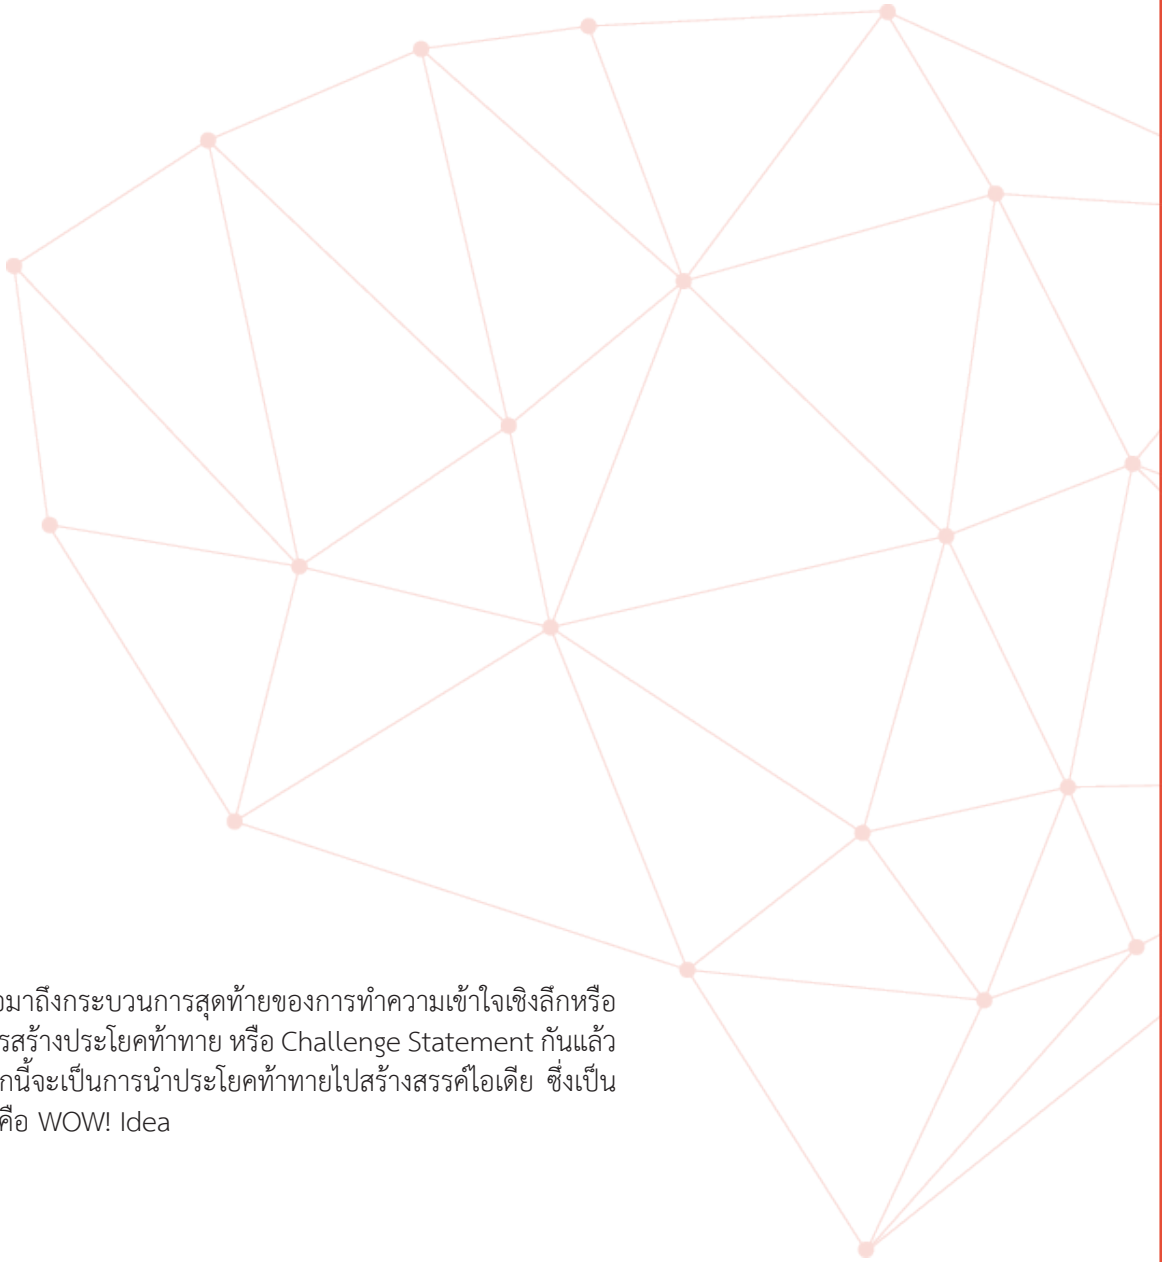 มาถึงกระบวนการสุดท้ายของการทำความเข้าใจเชิงลึกหรือ
สร้างประโยคท้าทาย หรือ Challenge Statement กันแล้ว
นี้จะเป็นการนำประโยคท้าทายไปสร้างสรรค์ไอเดีย ซึ่งเป็น
คือ WOW! Idea